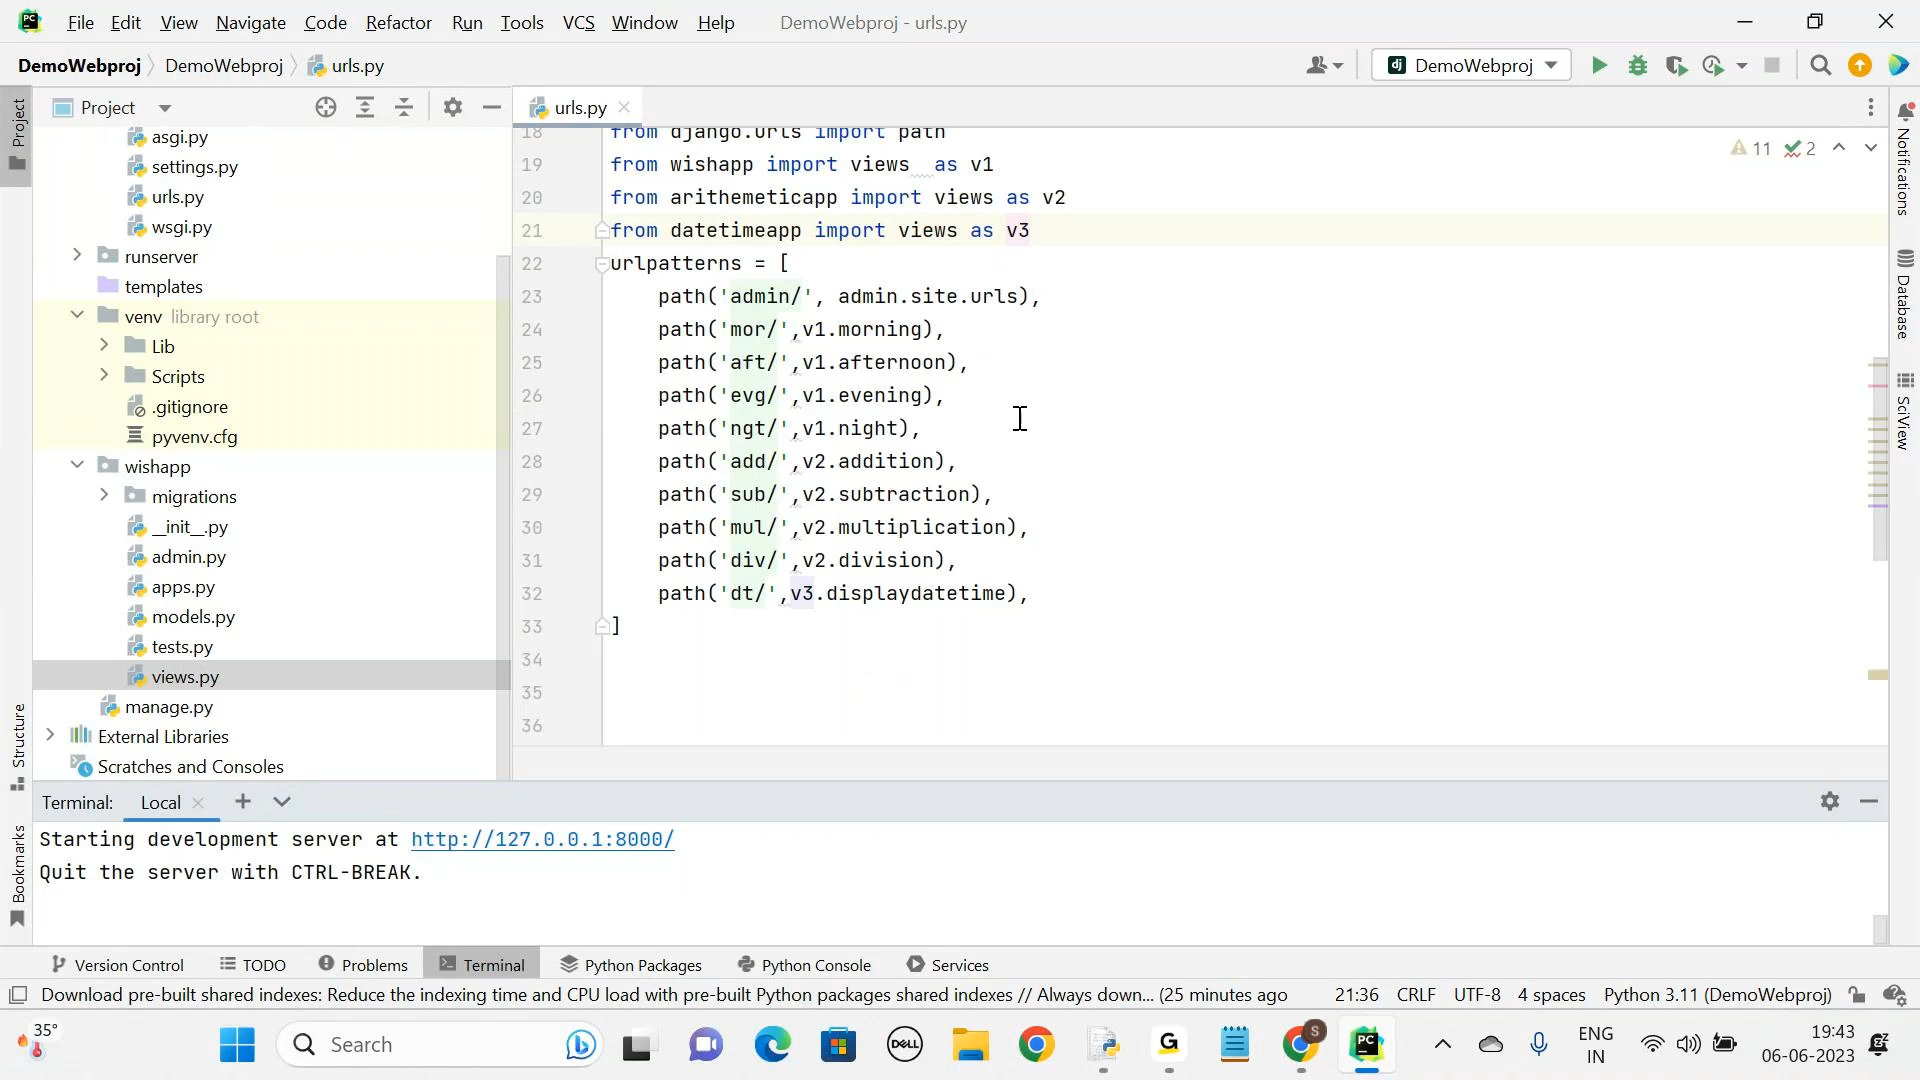 File Edit View Navigate Code Refactor Run Tools VCS Window Help DemoWebproj - urls.py
DemoWebproj DemoWebproj urls.py
dj DemoWebproj
Project
urls.py
Project
asgi.py
settings.py
urls.py
wsgi.py
runserver
templates
venv library root
Lib
Scripts
.gitignore
pyvenv.cfg
wishapp
migrations
__init__.py
admin.py
apps.py
models.py
tests.py
views.py
manage.py
External Libraries
Scratches and Consoles
Structure
Bookmarks
11 2
18 from django.urls import path
19 from wishapp import views  as v1
20 from arithemeticapp import views as v2
21 from datetimeapp import views as v3
22 urlpatterns = [
23 path('admin/', admin.site.urls),
24 path('mor/',v1.morning),
25 path('aft/',v1.afternoon),
26 path('evg/',v1.evening),
27 path('ngt/',v1.night),
28 path('add/',v2.addition),
29 path('sub/',v2.subtraction),
30 path('mul/',v2.multiplication),
31 path('div/',v2.division),
32 path('dt/',v3.displaydatetime),
33 ]
34
35
36
Notifications
Database
SciView
Terminal: Local
Starting development server at http://127.0.0.1:8000/
Quit the server with CTRL-BREAK.
Version Control TODO Problems Terminal Python Packages Python Console Services
Download pre-built shared indexes: Reduce the indexing time and CPU load with pre-built Python packages shared indexes // Always down... (25 minutes ago 21:36 CRLF UTF-8 4 spaces Python 3.11 (DemoWebproj)
35°
Search
DELL
G
S
PC
ENG
IN
19:43
06-06-2023